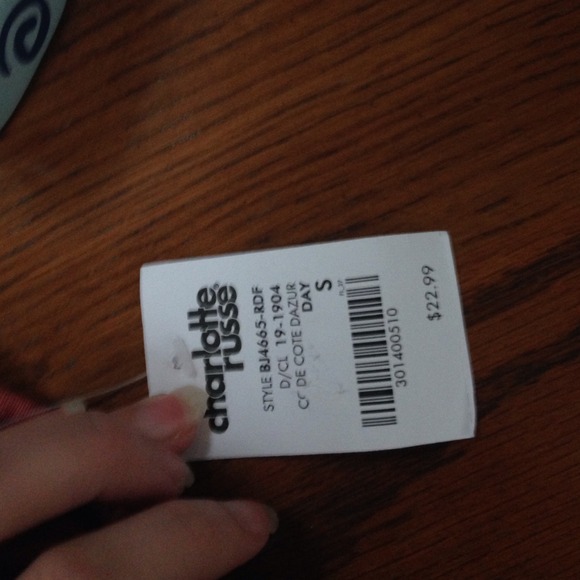 charlotte
russe
STYLE BJ4665-RDF
D/CL 19-1904
DE COTE DAZUR
DAY
S
301400510
$22.99